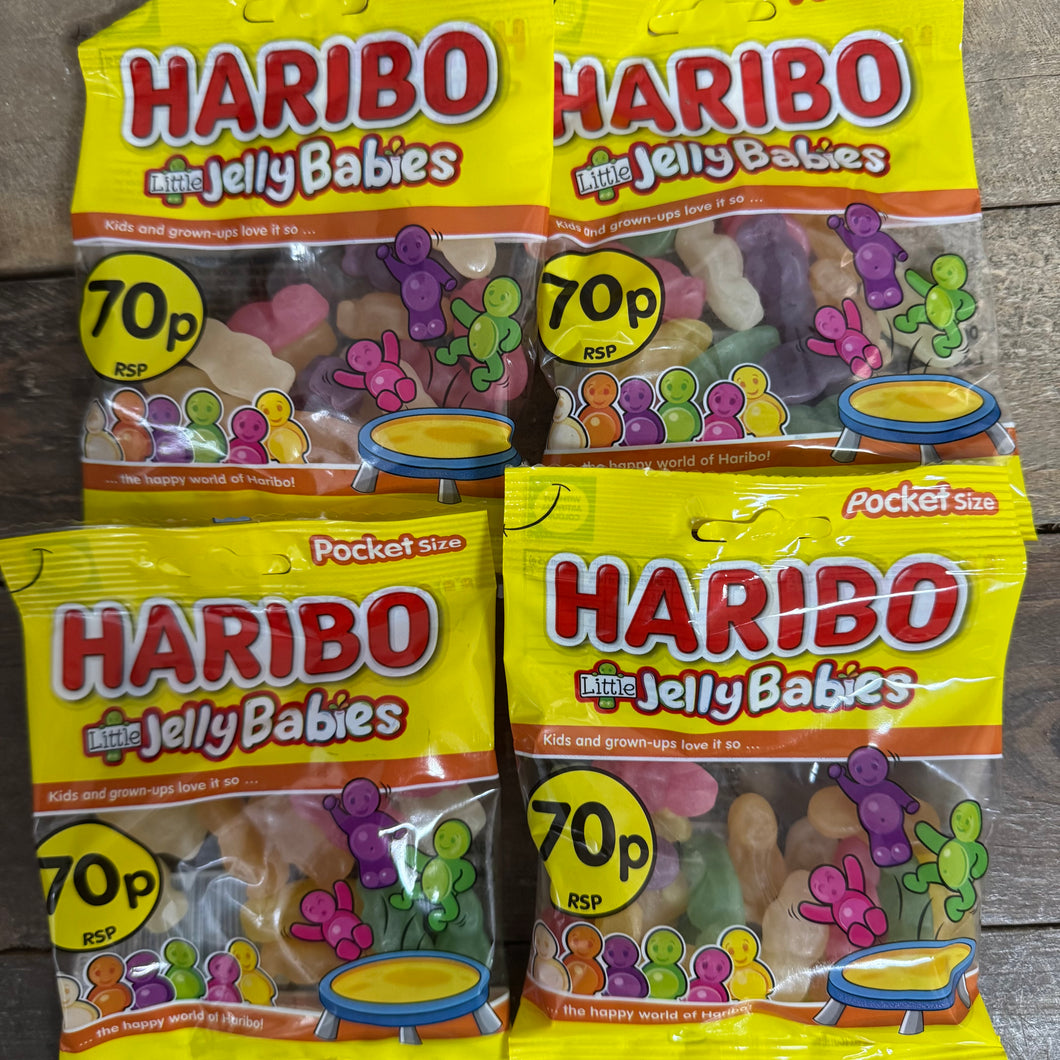 HARIBO
Little Jelly Babies
Kids and grown-ups love it so ...
70p
RSP
... the happy world of Haribo!
HARIBO
Little Jelly Babies
Kids and grown-ups love it so ...
70p
RSP
the happy world of Haribo!
Pocket Size
HARIBO
Little Jelly Babies
Kids and grown-ups love it so ...
70p
RSP
... the happy world of Haribo!
Pocket Size
HARIBO
Little Jelly Babies
Kids and grown-ups love it so ...
70p
RSP
... the happy world of Haribo!